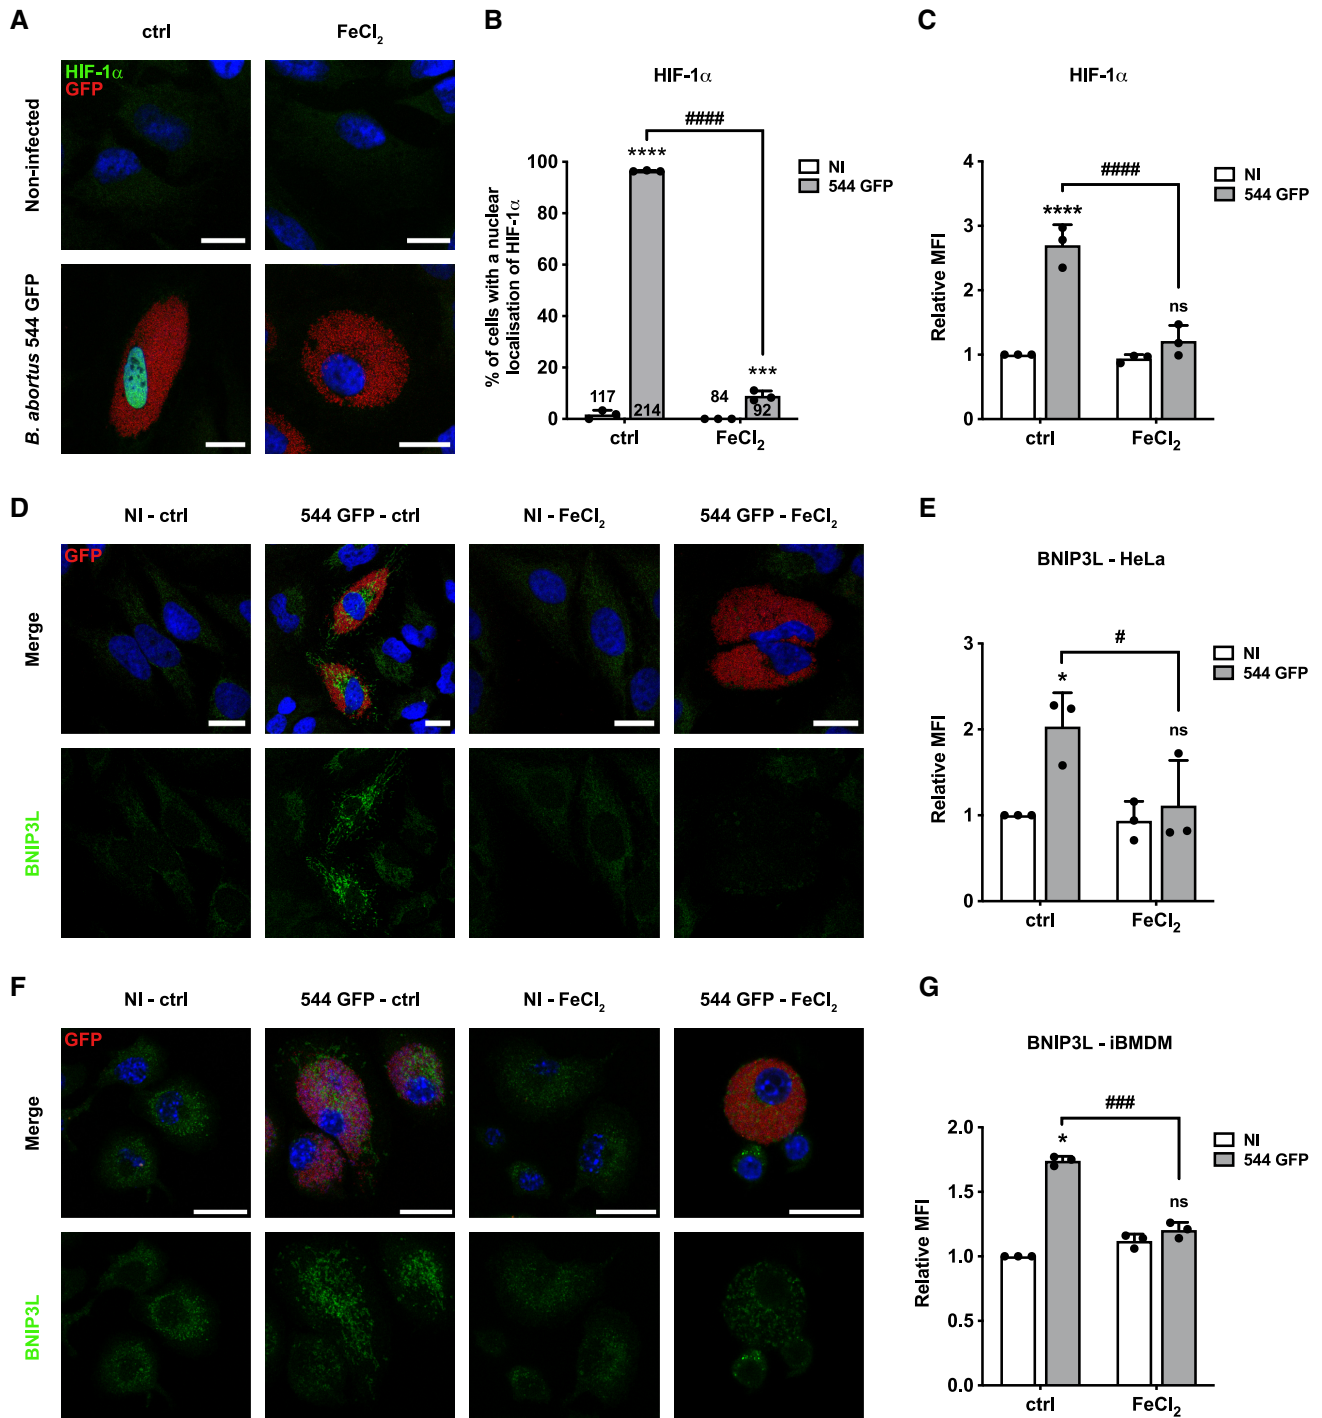 A
ctrl
FeCl₂
Non-infected
HIF-1α
GFP
B. abortus 544 GFP
B
HIF-1α
####
****
***
NI
544 GFP
% of cells with a nuclear
localisation of HIF-1α
100
80
60
40
20
0
117
214
84
92
ctrl
FeCl₂
C
HIF-1α
####
****
ns
NI
544 GFP
Relative MFI
4
3
2
1
0
ctrl
FeCl₂
D
NI - ctrl
544 GFP - ctrl
NI - FeCl₂
544 GFP - FeCl₂
Merge
GFP
BNIP3L
E
BNIP3L - HeLa
#
*
ns
NI
544 GFP
Relative MFI
3
2
1
0
ctrl
FeCl₂
F
NI - ctrl
544 GFP - ctrl
NI - FeCl₂
544 GFP - FeCl₂
Merge
GFP
BNIP3L
G
BNIP3L - iBMDM
###
*
ns
NI
544 GFP
Relative MFI
2.0
1.5
1.0
0.5
0.0
ctrl
FeCl₂